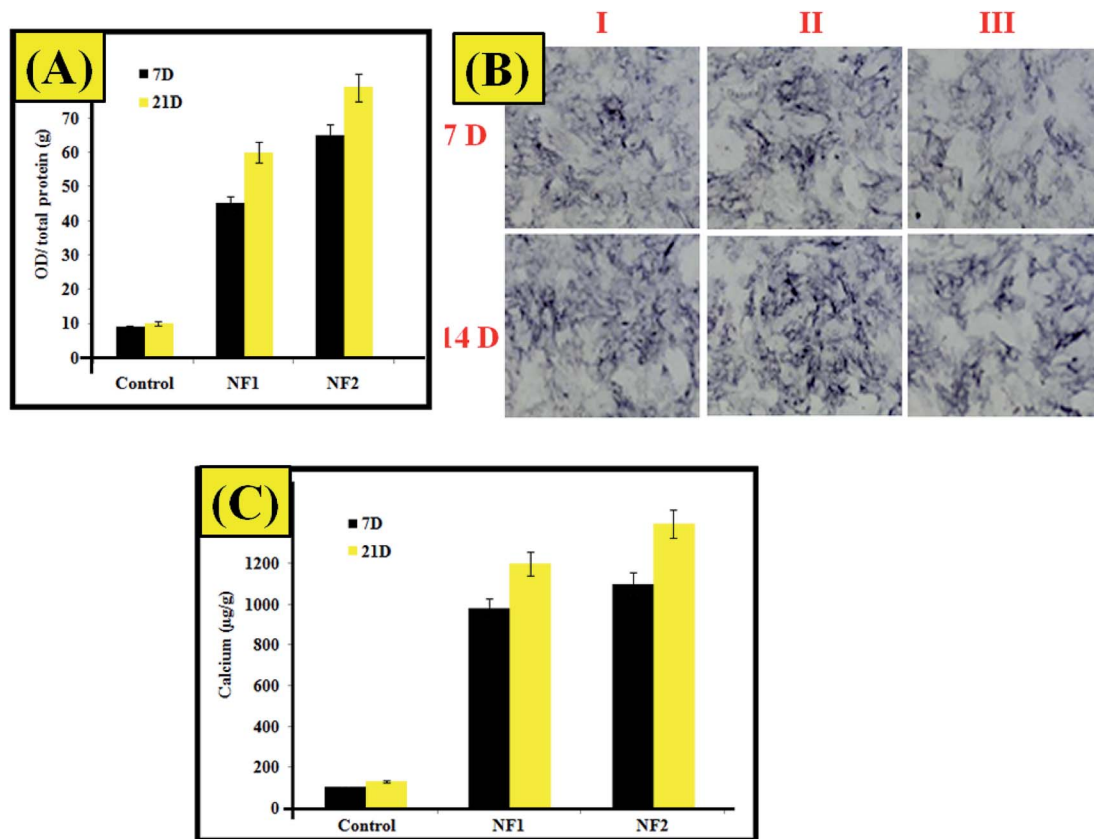 (A)
7D
21D
OD/ total protein (g)
70
60
50
40
30
20
10
0
Control NF1 NF2
(B)
I II III
7 D
14 D
(C)
7D
21D
Calcium (µg/g)
1200
1000
800
600
400
200
0
Control NF1 NF2